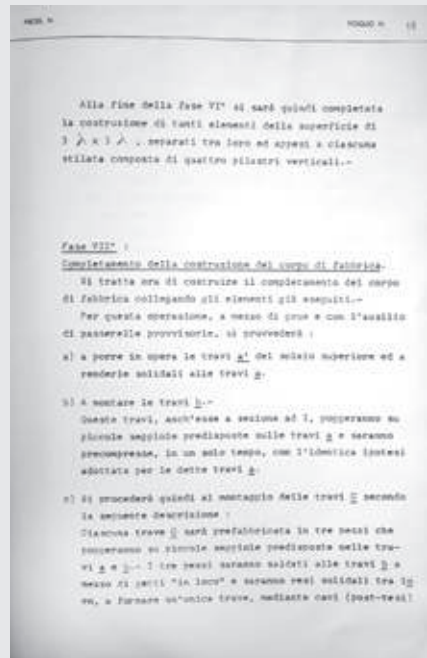 FOGLIO N.
Alla fine della fase VI° si sarà quindi completata
la costruzione di tanti elementi della superficie di
3 λ x 3 λ , separati tra loro ed appesi a ciascuna
stilata composta di quattro pilastri verticali.-
Fase VII° :
Completamento della costruzione del corpo di fabbrica.
Si tratta ora di costruire il completamento del corpo
di fabbrica collegando gli elementi già eseguiti.-
Per questa operazione, a mezzo di grue e con l'ausilio
di passerelle provvisorie, si provvederà :
a) a porre in opera le travi a' del solaio superiore ed a
renderle solidali alle travi a.
b) A montare le travi b.-
Queste travi, anch'esse a sezione ad I, poggeranno su
piccole seggiole predisposte sulle travi a e saranno
precompresse, in un solo tempo, con l'identica ipotesi
adottata per le dette travi a.
c) Si procederà quindi al montaggio delle travi C secondo
la seguente descrizione :
Ciascuna trave C sarà prefabbricata in tre pezzi che
poggeranno su piccole seggiole predisposte nelle tra-
vi a e b.- I tre pezzi saranno saldati alle travi b a
mezzo di getti "in loco" e saranno resi solidali tra lo
ro, a formare un'unica trave, mediante cavi (post-tesi)